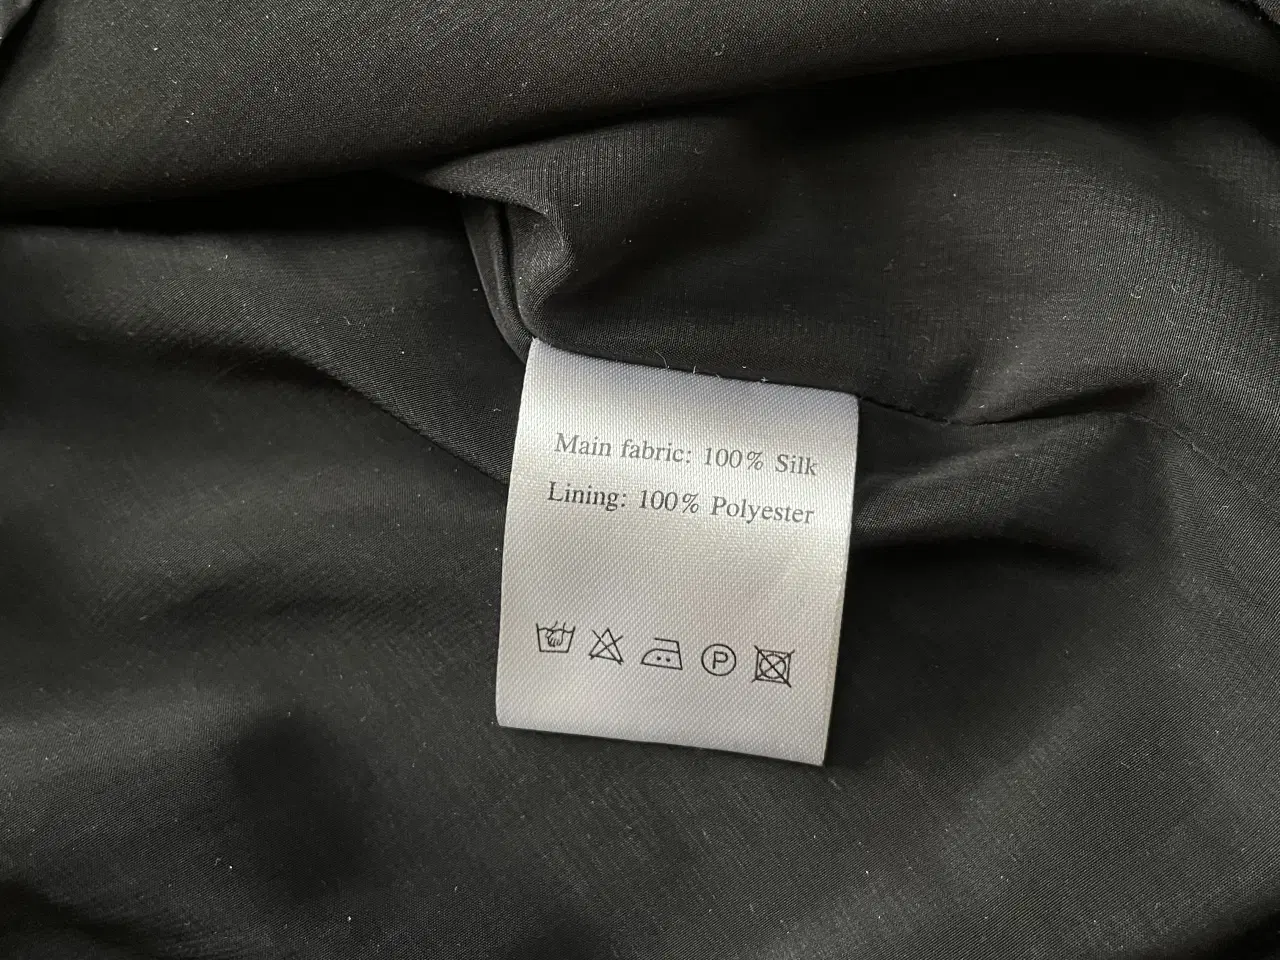 Main fabric: 100% Silk
Lining: 100% Polyester
P